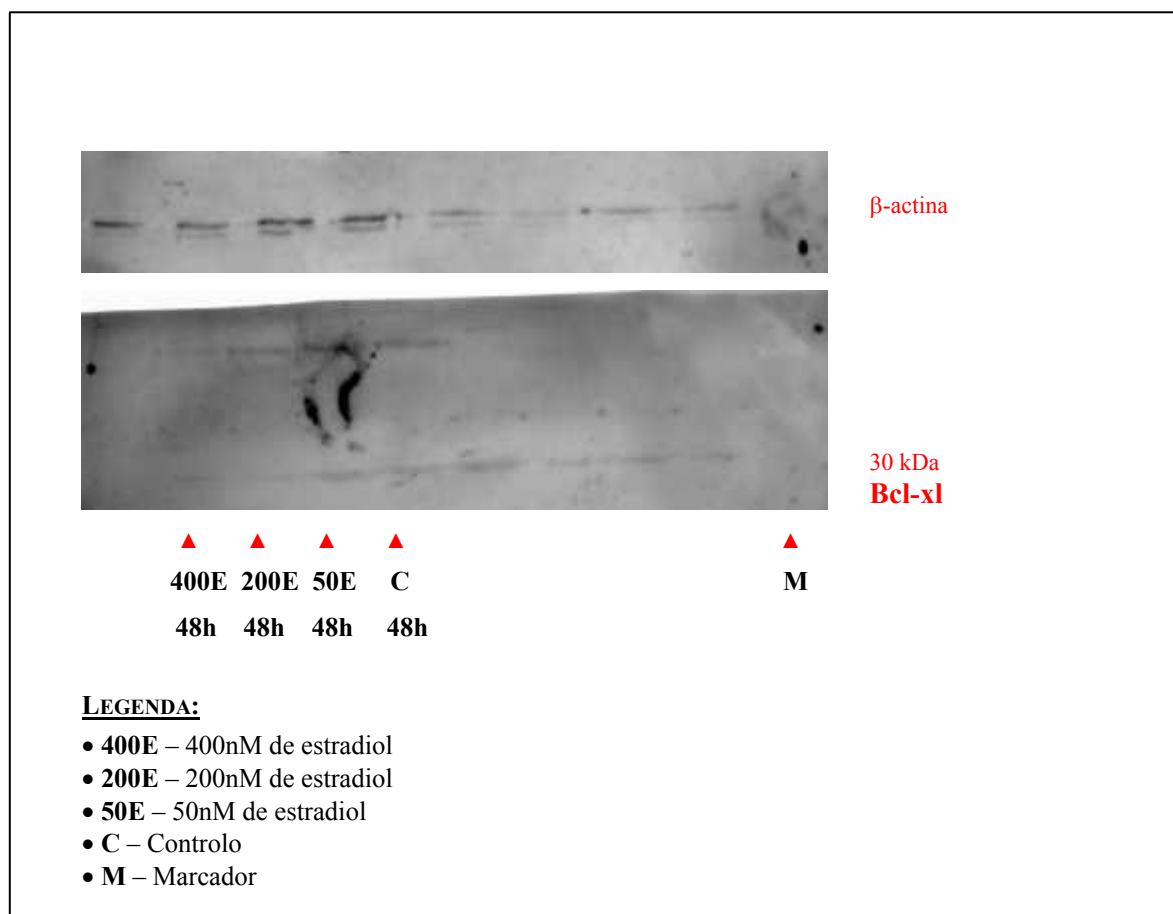 β-actina
30 kDa
Bcl-xl
400E 200E 50E C M
48h 48h 48h 48h
LEGENDA:
• 400E – 400nM de estradiol
• 200E – 200nM de estradiol
• 50E – 50nM de estradiol
• C – Controlo
• M – Marcador